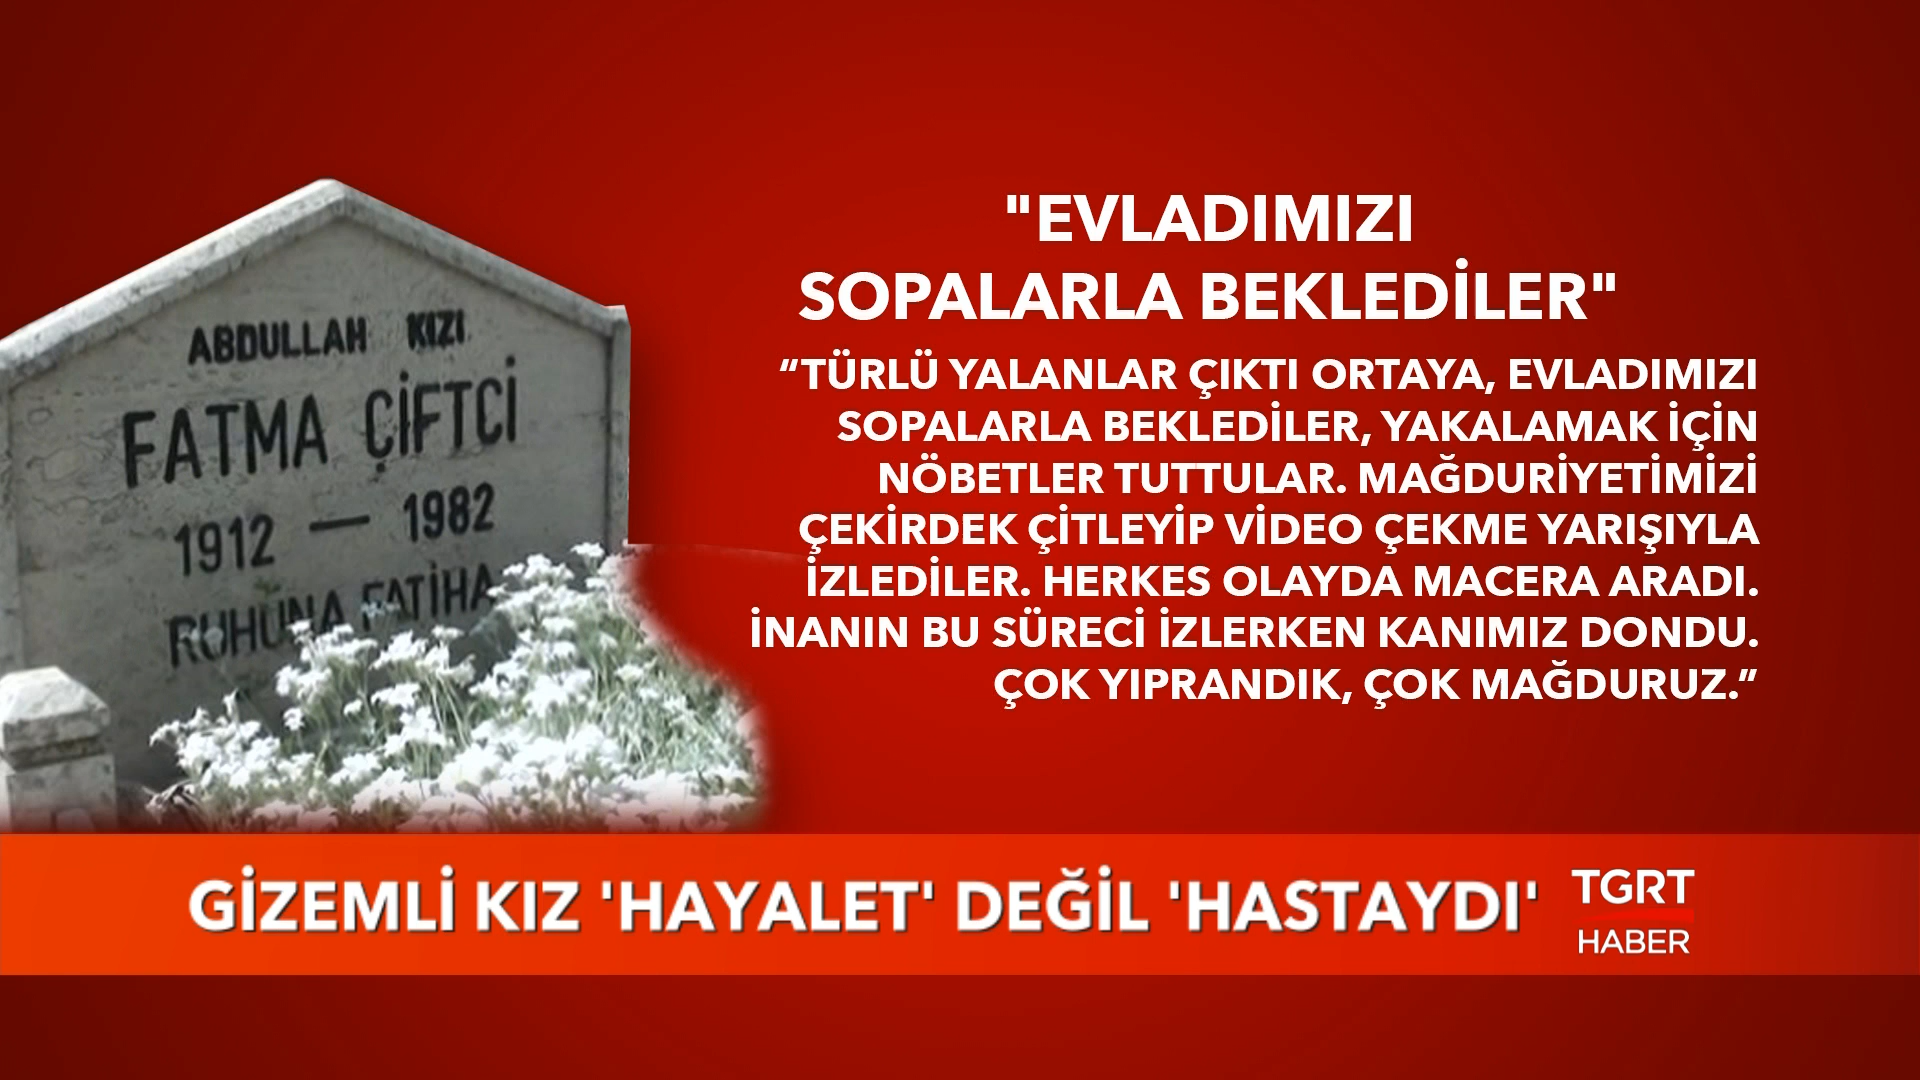 ABDULLAH KIZI
FATMA ÇİFTCİ
1912 — 1982
RUHUNA FATİHA
"EVLADIMIZI
SOPALARLA BEKLEDİLER"
“TÜRLÜ YALANLAR ÇIKTI ORTAYA, EVLADIMIZI
SOPALARLA BEKLEDİLER, YAKALAMAK İÇİN
NÖBETLER TUTTULAR. MAĞDURİYETİMİZİ
ÇEKİRDEK ÇİTLEYİP VİDEO ÇEKME YARIŞIYLA
İZLEDİLER. HERKES OLAYDA MACERA ARADI.
İNANIN BU SÜRECİ İZLERKEN KANIMIZ DONDU.
ÇOK YIPRANDIK, ÇOK MAĞDURUZ.”
GİZEMLİ KIZ 'HAYALET' DEĞİL 'HASTAYDI'
TGRT
HABER